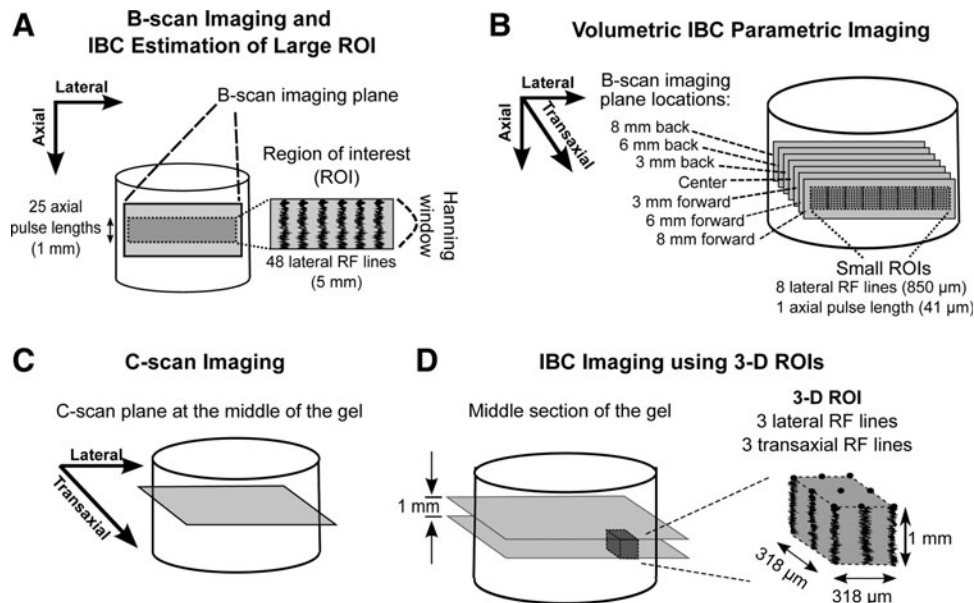 A
B-scan Imaging and
IBC Estimation of Large ROI
Lateral
Axial
B-scan imaging plane
Region of interest
(ROI)
25 axial
pulse lengths
(1 mm)
Hanning
window
48 lateral RF lines
(5 mm)
B
Volumetric IBC Parametric Imaging
Lateral
Axial
Transaxial
B-scan imaging
plane locations:
8 mm back
6 mm back
3 mm back
Center
3 mm forward
6 mm forward
8 mm forward
Small ROIs
8 lateral RF lines (850 µm)
1 axial pulse length (41 µm)
C
C-scan Imaging
C-scan plane at the middle of the gel
Lateral
Transaxial
D
IBC Imaging using 3-D ROIs
Middle section of the gel
1 mm
3-D ROI
3 lateral RF lines
3 transaxial RF lines
1 mm
318 µm
318 µm